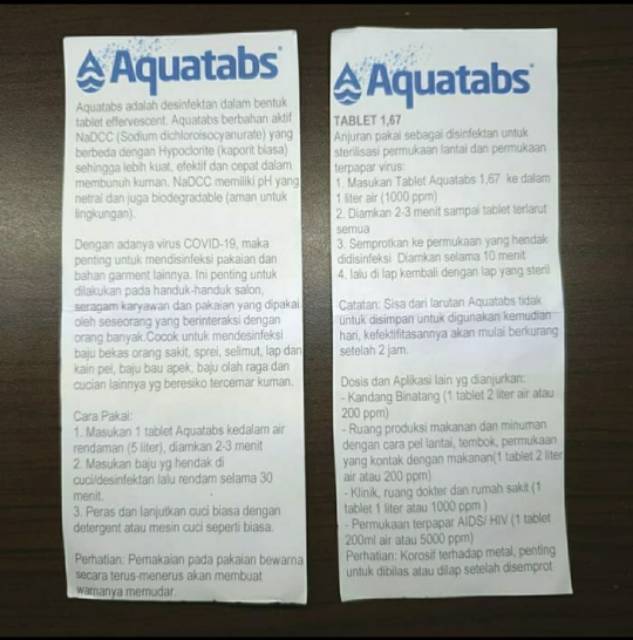 Aquatabs
Aquatabs adalah desinfektan dalam bentuk
tablet effervescent. Aquatabs berbahan aktif
NaDCC (Sodium dichloroisocyanurate) yang
berbeda dengan Hypoclorite (kaporit biasa)
sehingga lebih kuat, efektif dan cepat dalam
membunuh kuman. NaDCC memiliki pH yang
netral dan juga biodegradable (aman untuk
lingkungan).
Dengan adanya virus COVID-19, maka
penting untuk mendisinfeksi pakaian dan
bahan garment lainnya. Ini penting untuk
dilakukan pada handuk-handuk salon,
seragam karyawan dan pakaian yang dipakai
oleh seseorang yang berinteraksi dengan
orang banyak.Cocok untuk mendesinfeksi
baju bekas orang sakit, sprei, selimut, lap dan
kain pel, baju bau apek, baju olah raga dan
cucian lainnya yg beresiko tercemar kuman.
Cara Pakai:
1. Masukan 1 tablet Aquatabs kedalam air
rendaman (5 liter), diamkan 2-3 menit
2. Masukan baju yg hendak di
cuci/desinfektan lalu rendam selama 30
menit.
3. Peras dan lanjutkan cuci biasa dengan
detergent atau mesin cuci seperti biasa.
Perhatian: Pemakaian pada pakaian bewarna
secara terus-menerus akan membuat
warnanya memudar.
Aquatabs
TABLET 1,67
Anjuran pakai sebagai disinfektan untuk
sterilisasi permukaan lantai dan permukaan
terpapar virus:
1. Masukan Tablet Aquatabs 1,67 ke dalam
1 liter air (1000 ppm)
2. Diamkan 2-3 menit sampai tablet terlarut
semua
3. Semprotkan ke permukaan yang hendak
didisinfeksi Diamkan selama 10 menit
4. lalu di lap kembali dengan lap yang steril
Catatan: Sisa dari larutan Aquatabs tidak
untuk disimpan untuk digunakan kemudian
hari, kefektifitasannya akan mulai berkurang
setelah 2 jam.
Dosis dan Aplikasi lain yg dianjurkan:
- Kandang Binatang (1 tablet 2 liter air atau
200 ppm)
- Ruang produksi makanan dan minuman
dengan cara pel lantai, tembok, permukaan
yang kontak dengan makanan(1 tablet 2 liter
air atau 200 ppm)
- Klinik, ruang dokter dan rumah sakit (1
tablet 1 liter atau 1000 ppm )
- Permukaan terpapar AIDS/ HIV (1 tablet
200ml air atau 5000 ppm)
Perhatian: Korosif terhadap metal, penting
untuk dibilas atau dilap setelah disemprot